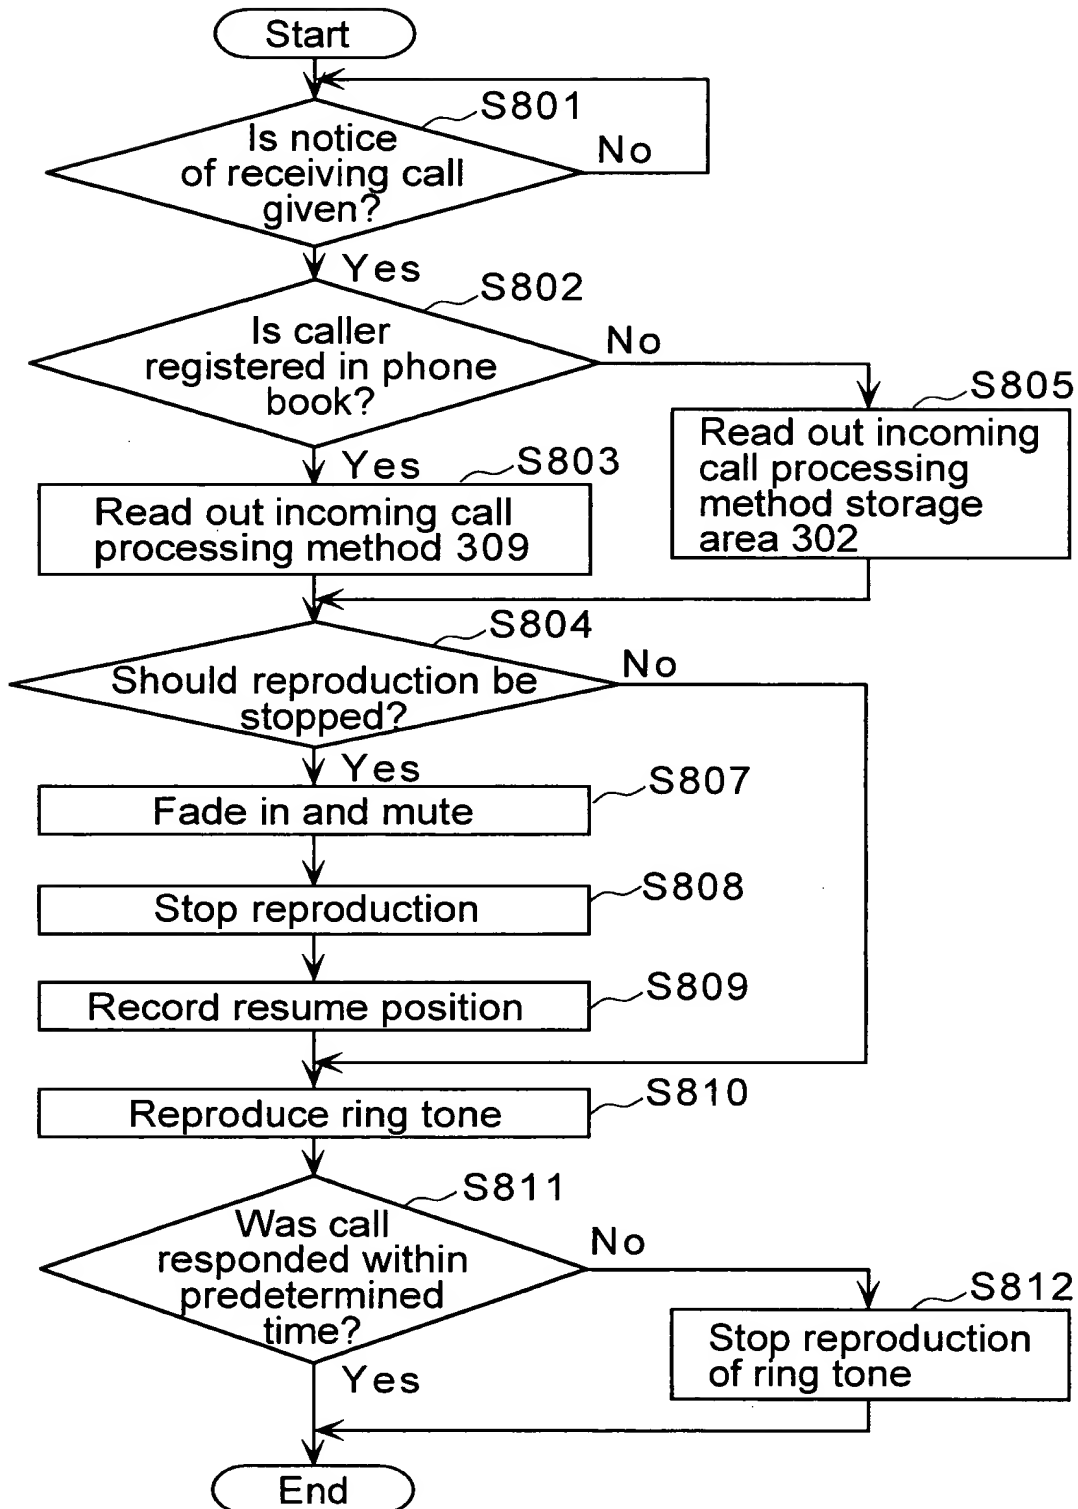 Start
S801
Is notice
of receiving call
given?
No
Yes
S802
Is caller
registered in phone
book?
No
S805
Read out incoming
call processing
method storage
area 302
Yes
S803
Read out incoming call
processing method 309
S804
Should reproduction be
stopped?
No
Yes
S807
Fade in and mute
S808
Stop reproduction
S809
Record resume position
S810
Reproduce ring tone
S811
Was call
responded within
predetermined
time?
No
S812
Stop reproduction
of ring tone
Yes
End